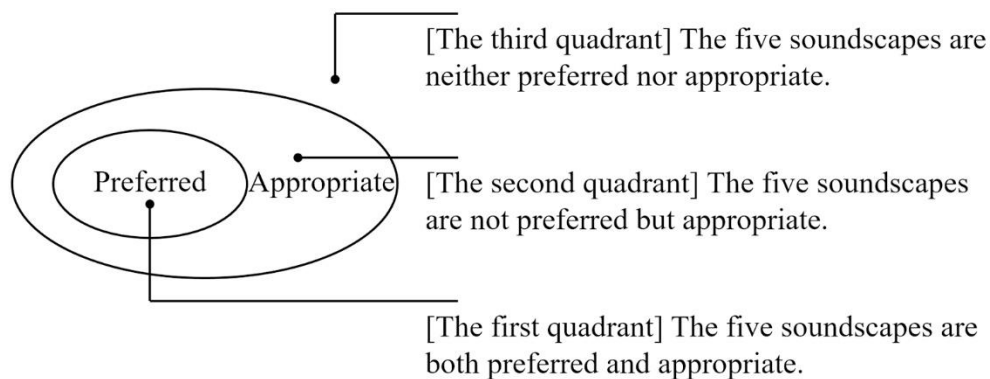 [The third quadrant] The five soundscapes are
neither preferred nor appropriate.
Preferred
Appropriate
[The second quadrant] The five soundscapes
are not preferred but appropriate.
[The first quadrant] The five soundscapes are
both preferred and appropriate.